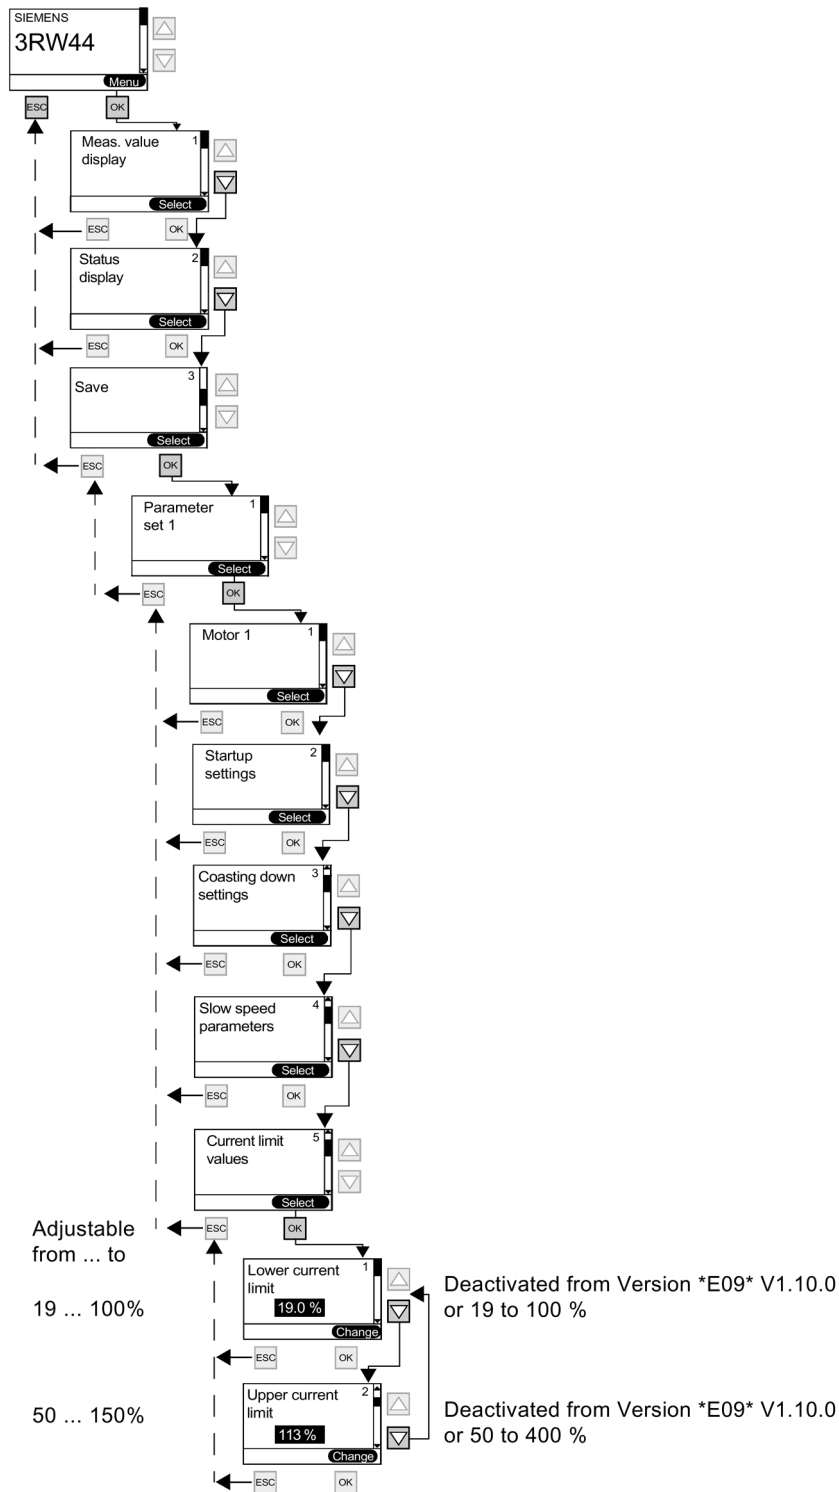 SIEMENS
3RW44
Menu
ESC
OK
Meas. value
display
1
Select
ESC
OK
Status
display
2
Select
ESC
OK
Save
3
Select
ESC
OK
Parameter
set 1
1
Select
ESC
OK
Motor 1
1
Select
ESC
OK
Startup
settings
2
Select
ESC
OK
Coasting down
settings
3
Select
ESC
OK
Slow speed
parameters
4
Select
ESC
OK
Current limit
values
5
Select
ESC
OK
Adjustable
from ... to
Lower current
limit
1
19.0 %
Change
19 ... 100%
Deactivated from Version *E09* V1.10.0
or 19 to 100 %
ESC
OK
Upper current
limit
2
113 %
Change
50 ... 150%
Deactivated from Version *E09* V1.10.0
or 50 to 400 %
ESC
OK